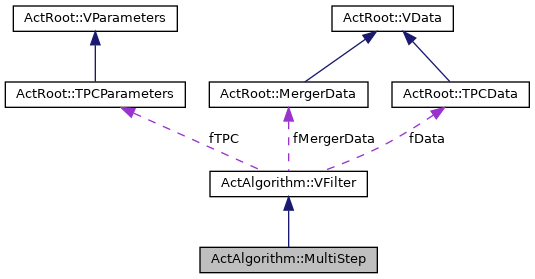 ActRoot::VParameters
ActRoot::VData
ActRoot::TPCParameters
ActRoot::MergerData
ActRoot::TPCData
fTPC
fMergerData
fData
ActAlgorithm::VFilter
ActAlgorithm::MultiStep